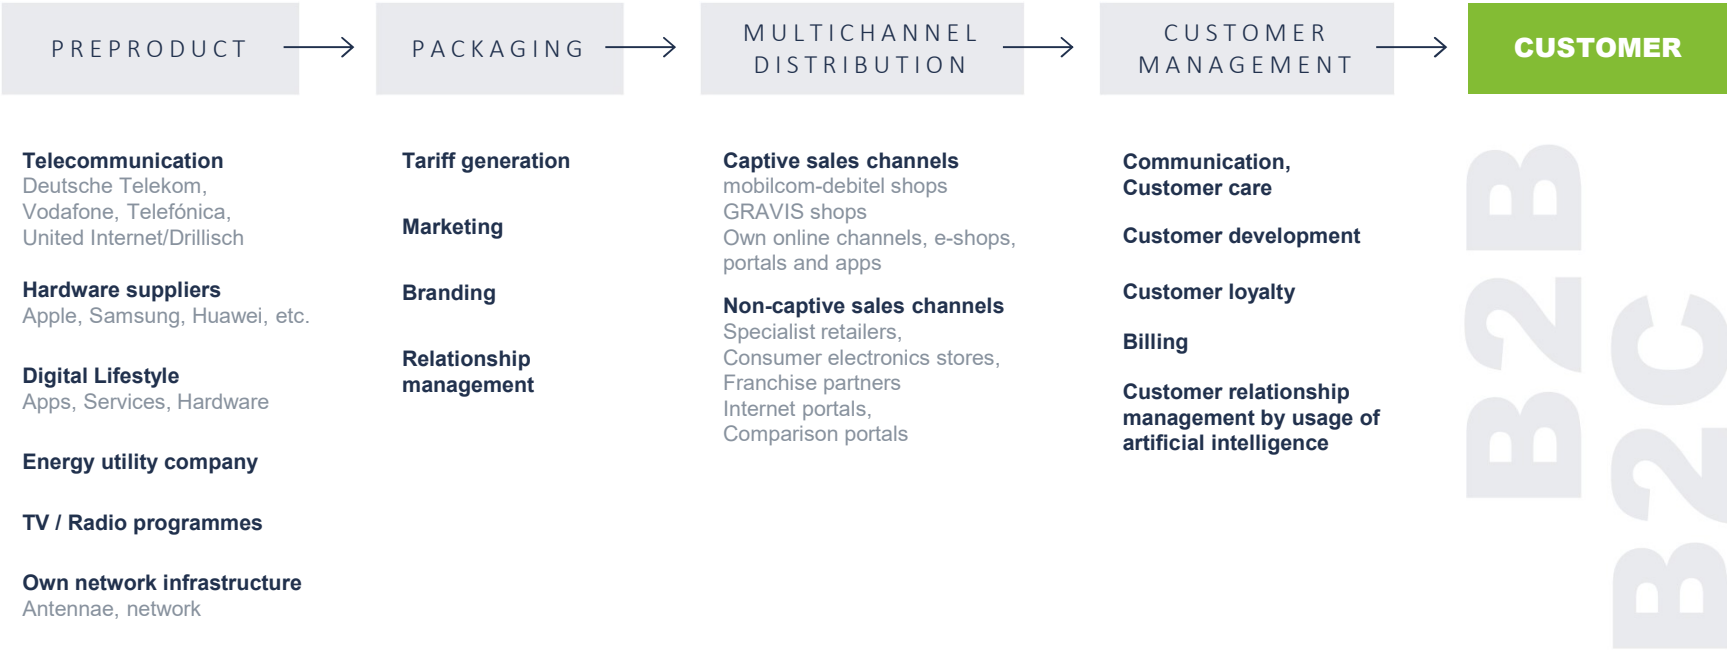 PREPRODUCT
PACKAGING
MULTICHANNEL
DISTRIBUTION
CUSTOMER
MANAGEMENT
CUSTOMER
Telecommunication
Deutsche Telekom,
Vodafone, Telefónica,
United Internet/Drillisch
Hardware suppliers
Apple, Samsung, Huawei, etc.
Digital Lifestyle
Apps, Services, Hardware
Energy utility company
TV / Radio programmes
Own network infrastructure
Antennae, network
Tariff generation
Marketing
Branding
Relationship
management
Captive sales channels
mobilcom-debitel shops
GRAVIS shops
Own online channels, e-shops,
portals and apps
Non-captive sales channels
Specialist retailers,
Consumer electronics stores,
Franchise partners
Internet portals,
Comparison portals
Communication,
Customer care
Customer development
Customer loyalty
Billing
Customer relationship
management by usage of
artificial intelligence
B2B
B2C